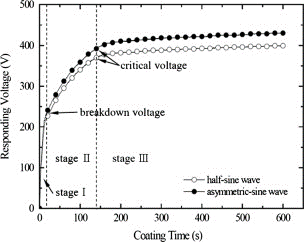 500
400
300
200
100
0
Responding Voltage (V)
critical voltage
breakdown voltage
stage II
stage III
stage I
half-sine wave
asymmetric-sine wave
0 100 200 300 400 500 600
Coating Time (s)